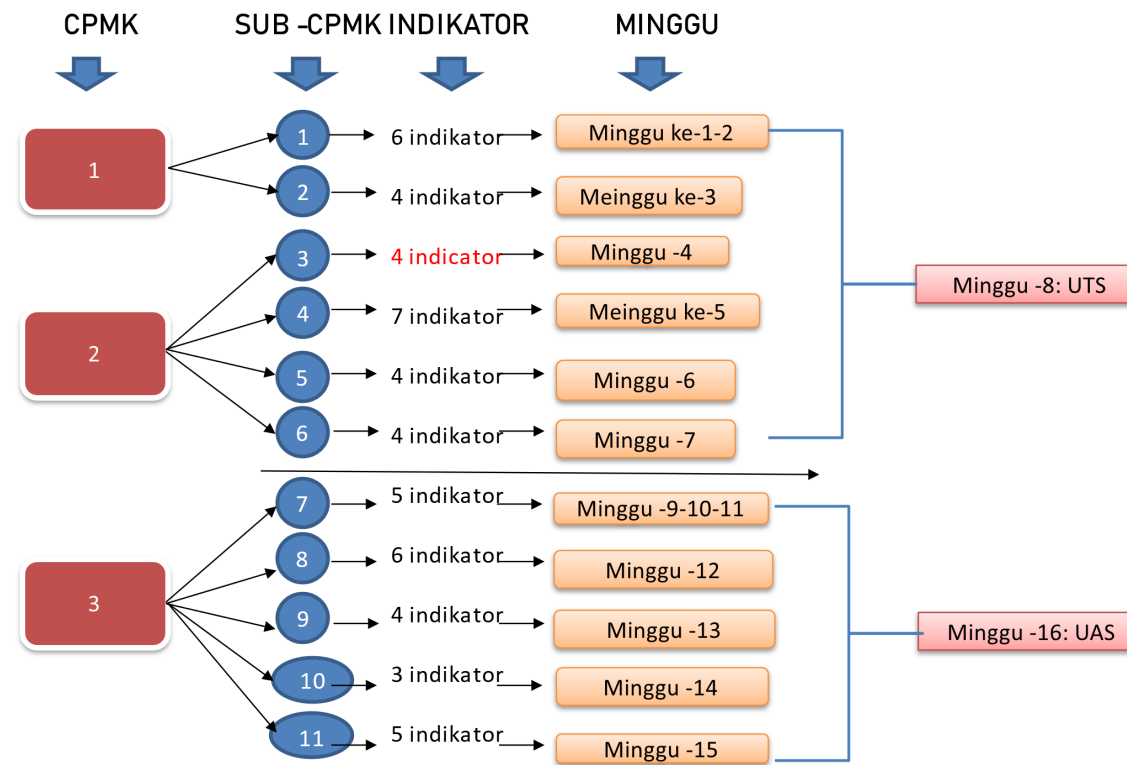 CPMK SUB -CPMK INDIKATOR MINGGU
1 1 6 indikator Minggu ke-1-2
2 4 indikator Meinggu ke-3
3 4 indicator Minggu -4
Minggu -8: UTS
4 7 indikator Meinggu ke-5
2
5 4 indikator Minggu -6
6 4 indikator Minggu -7
7 5 indikator Minggu -9-10-11
8 6 indikator Minggu -12
3
9 4 indikator Minggu -13
Minggu -16: UAS
10 3 indikator Minggu -14
11 5 indikator Minggu -15